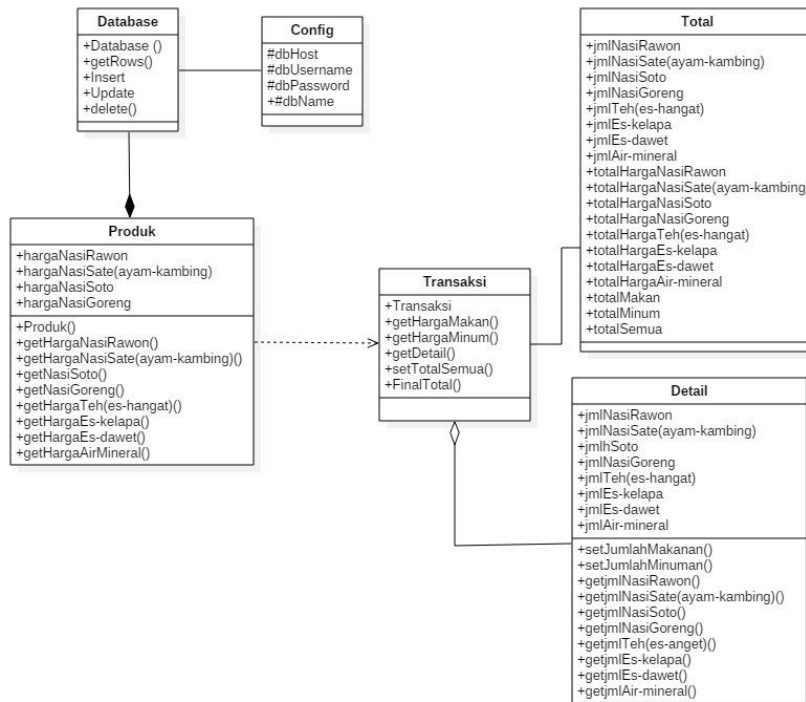 Database
+Database ()
+getRows()
+Insert
+Update
+delete()
Config
#dbHost
#dbUsername
#dbPassword
+#dbName
Total
+jmlNasiRawon
+jmlNasiSate(ayam-kambing)
+jmlNasiSoto
+jmlNasiGoreng
+jmlTeh(es-hangat)
+jmlEs-kelapa
+jmlEs-dawet
+jmlAir-mineral
+totalHargaNasiRawon
+totalHargaNasiSate(ayam-kambing
+totalHargaNasiSoto
+totalHargaNasiGoreng
+totalHargaTeh(es-hangat)
+totalHargaEs-kelapa
+totalHargaEs-dawet
+totalHargaAir-mineral
+totalMakan
+totalMinum
+totalSemua
Produk
+hargaNasiRawon
+hargaNasiSate(ayam-kambing)
+hargaNasiSoto
+hargaNasiGoreng
+Produk()
+getHargaNasiRawon()
+getHargaNasiSate(ayam-kambing)()
+getNasiSoto()
+getNasiGoreng()
+getHargaTeh(es-hangat)()
+getHargaEs-kelapa()
+getHargaEs-dawet()
+getHargaAirMineral()
Transaksi
+Transaksi
+getHargaMakan()
+getHargaMinum()
+getDetail()
+setTotalSemua()
+FinalTotal()
Detail
+jmlNasiRawon
+jmlNasiSate(ayam-kambing)
+jmlhSoto
+jmlNasiGoreng
+jmlTeh(es-hangat)
+jmlEs-kelapa
+jmlEs-dawet
+jmlAir-mineral
+setJumlahMakanan()
+setJumlahMinuman()
+getjmlNasiRawon()
+getjmlNasiSate(ayam-kambing)()
+getjmlNasiSoto()
+getjmlNasiGoreng()
+getjmlTeh(es-anget)()
+getjmlEs-kelapa()
+getjmlEs-dawet()
+getjmlAir-mineral()